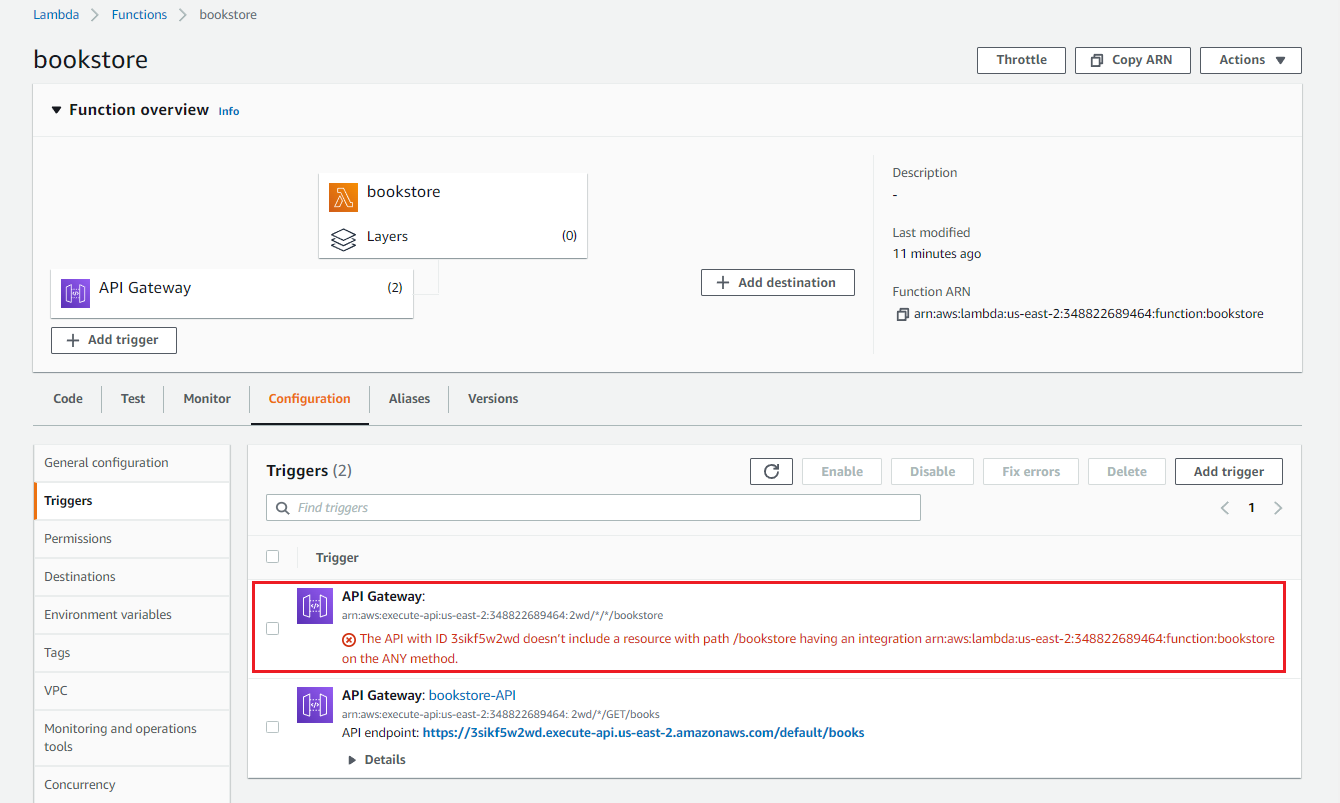 Lambda > Functions > bookstore
bookstore
Throttle
Copy ARN
Actions
Function overview Info
bookstore
Layers (0)
API Gateway (2)
+ Add trigger
+ Add destination
Description
-
Last modified
11 minutes ago
Function ARN
arn:aws:lambda:us-east-2:348822689464:function:bookstore
Code
Test
Monitor
Configuration
Aliases
Versions
General configuration
Triggers
Permissions
Destinations
Environment variables
Tags
VPC
Monitoring and operations
tools
Concurrency
Triggers (2)
Enable
Disable
Fix errors
Delete
Add trigger
Find triggers
< 1 >
Trigger
API Gateway:
arn:aws:execute-api:us-east-2:348822689464: 2wd/*/*/bookstore
The API with ID 3sikf5w2wd doesn't include a resource with path /bookstore having an integration arn:aws:lambda:us-east-2:348822689464:function:bookstore
on the ANY method.
API Gateway: bookstore-API
arn:aws:execute-api:us-east-2:348822689464: 2wd/*/GET/books
API endpoint: https://3sikf5w2wd.execute-api.us-east-2.amazonaws.com/default/books
Details